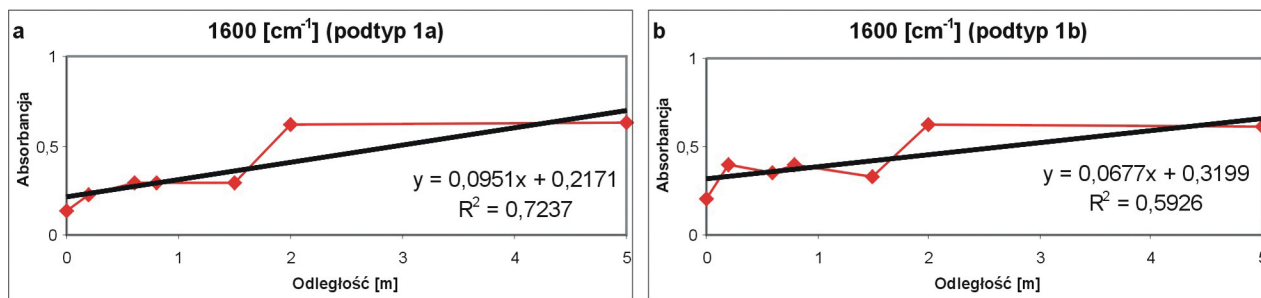 a
1600 [cm⁻¹] (podtyp 1a)
Absorbancja
1
0,5
0
y = 0,0951x + 0,2171
R² = 0,7237
0 1 2 3 4 5
Odległość [m]
b
1600 [cm⁻¹] (podtyp 1b)
Absorbancja
1
0,5
0
y = 0,0677x + 0,3199
R² = 0,5926
0 1 2 3 4 5
Odległość [m]